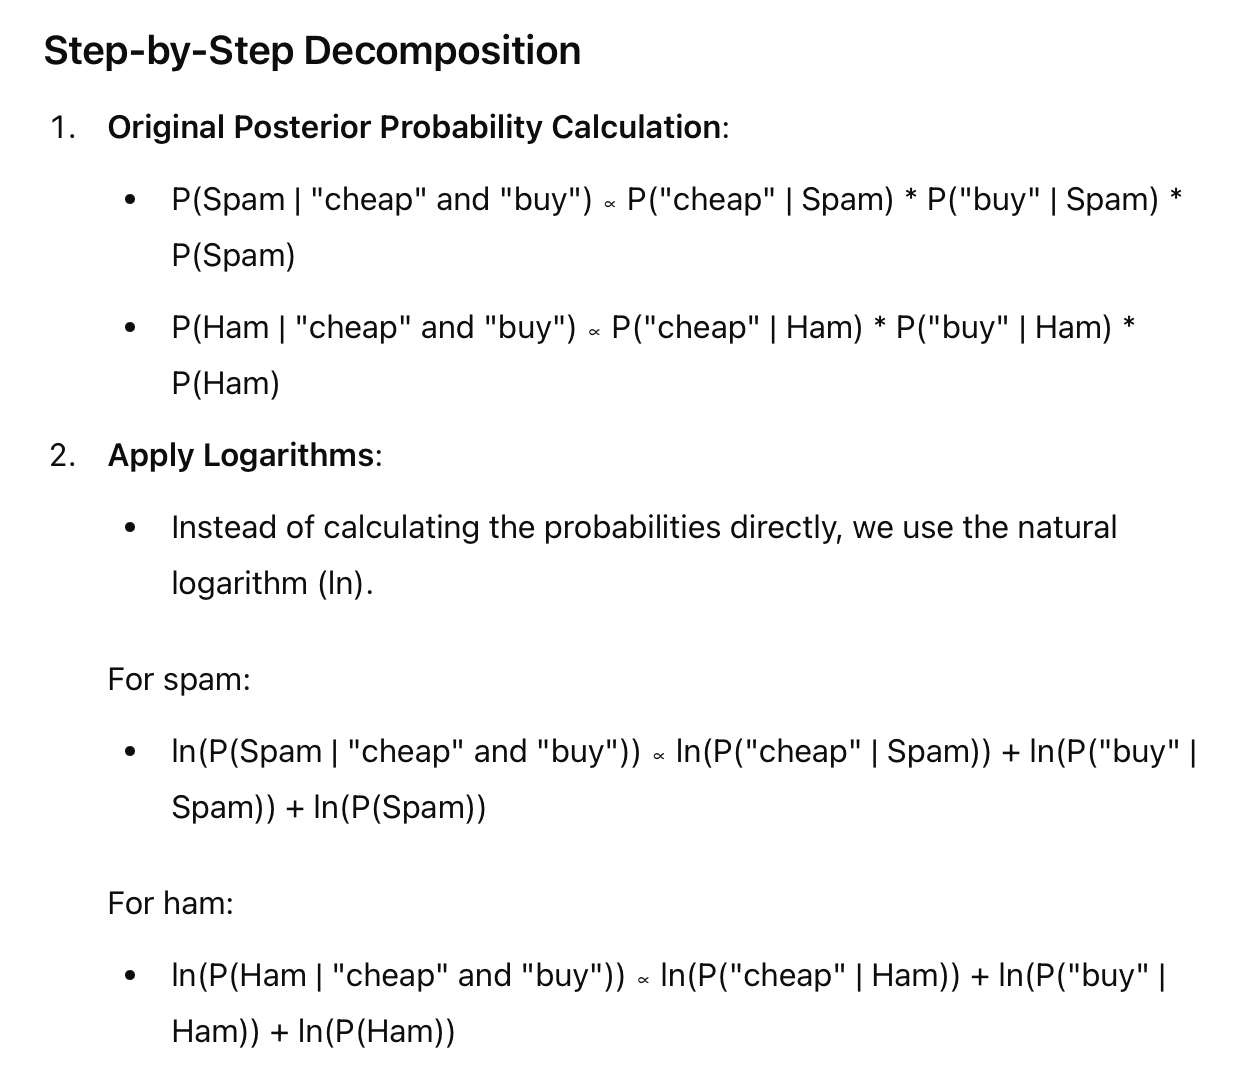 Step-by-Step Decomposition
1. Original Posterior Probability Calculation:
• P(Spam | "cheap" and "buy") ∝ P("cheap" | Spam) * P("buy" | Spam) *
P(Spam)
• P(Ham | "cheap" and "buy") ∝ P("cheap" | Ham) * P("buy" | Ham) *
P(Ham)
2. Apply Logarithms:
• Instead of calculating the probabilities directly, we use the natural
logarithm (ln).
For spam:
• ln(P(Spam | "cheap" and "buy")) ∝ ln(P("cheap" | Spam)) + ln(P("buy" |
Spam)) + ln(P(Spam))
For ham:
• ln(P(Ham | "cheap" and "buy")) ∝ ln(P("cheap" | Ham)) + ln(P("buy" |
Ham)) + ln(P(Ham))